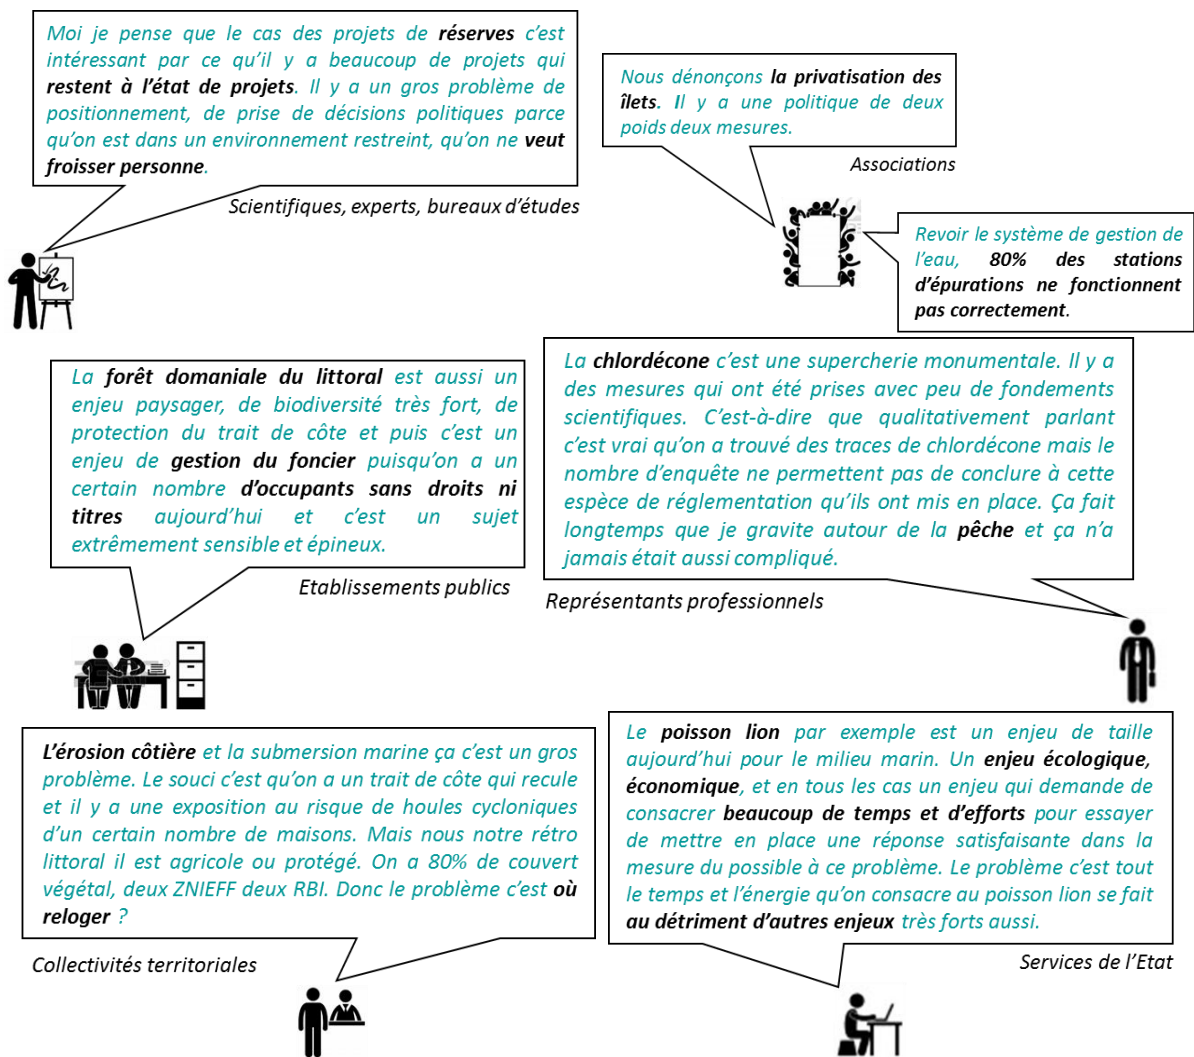 Moi je pense que le cas des projets de réserves c'est
intéressant par ce qu'il y a beaucoup de projets qui
restent à l'état de projets. Il y a un gros problème de
positionnement, de prise de décisions politiques parce
qu'on est dans un environnement restreint, qu'on ne veut
froisser personne.
Scientifiques, experts, bureaux d'études
Nous dénonçons la privatisation des
îlets. Il y a une politique de deux
poids deux mesures.
Associations
Revoir le système de gestion de
l'eau, 80% des stations
d'épurations ne fonctionnent
pas correctement.
La forêt domaniale du littoral est aussi un
enjeu paysager, de biodiversité très fort, de
protection du trait de côte et puis c'est un
enjeu de gestion du foncier puisqu'on a un
certain nombre d'occupants sans droits ni
titres aujourd'hui et c'est un sujet
extrêmement sensible et épineux.
Etablissements publics
La chlordécone c'est une supercherie monumentale. Il y a
des mesures qui ont été prises avec peu de fondements
scientifiques. C'est-à-dire que qualitativement parlant
c'est vrai qu'on a trouvé des traces de chlordécone mais le
nombre d'enquête ne permettent pas de conclure à cette
espèce de réglementation qu'ils ont mis en place. Ça fait
longtemps que je gravite autour de la pêche et ça n'a
jamais était aussi compliqué.
Représentants professionnels
L'érosion côtière et la submersion marine ça c'est un gros
problème. Le souci c'est qu'on a un trait de côte qui recule
et il y a une exposition au risque de houles cycloniques
d'un certain nombre de maisons. Mais nous notre rétro
littoral il est agricole ou protégé. On a 80% de couvert
végétal, deux ZNIEFF deux RBI. Donc le problème c'est où
reloger ?
Collectivités territoriales
Le poisson lion par exemple est un enjeu de taille
aujourd'hui pour le milieu marin. Un enjeu écologique,
économique, et en tous les cas un enjeu qui demande de
consacrer beaucoup de temps et d'efforts pour essayer
de mettre en place une réponse satisfaisante dans la
mesure du possible à ce problème. Le problème c'est tout
le temps et l'énergie qu'on consacre au poisson lion se fait
au détriment d'autres enjeux très forts aussi.
Services de l'Etat